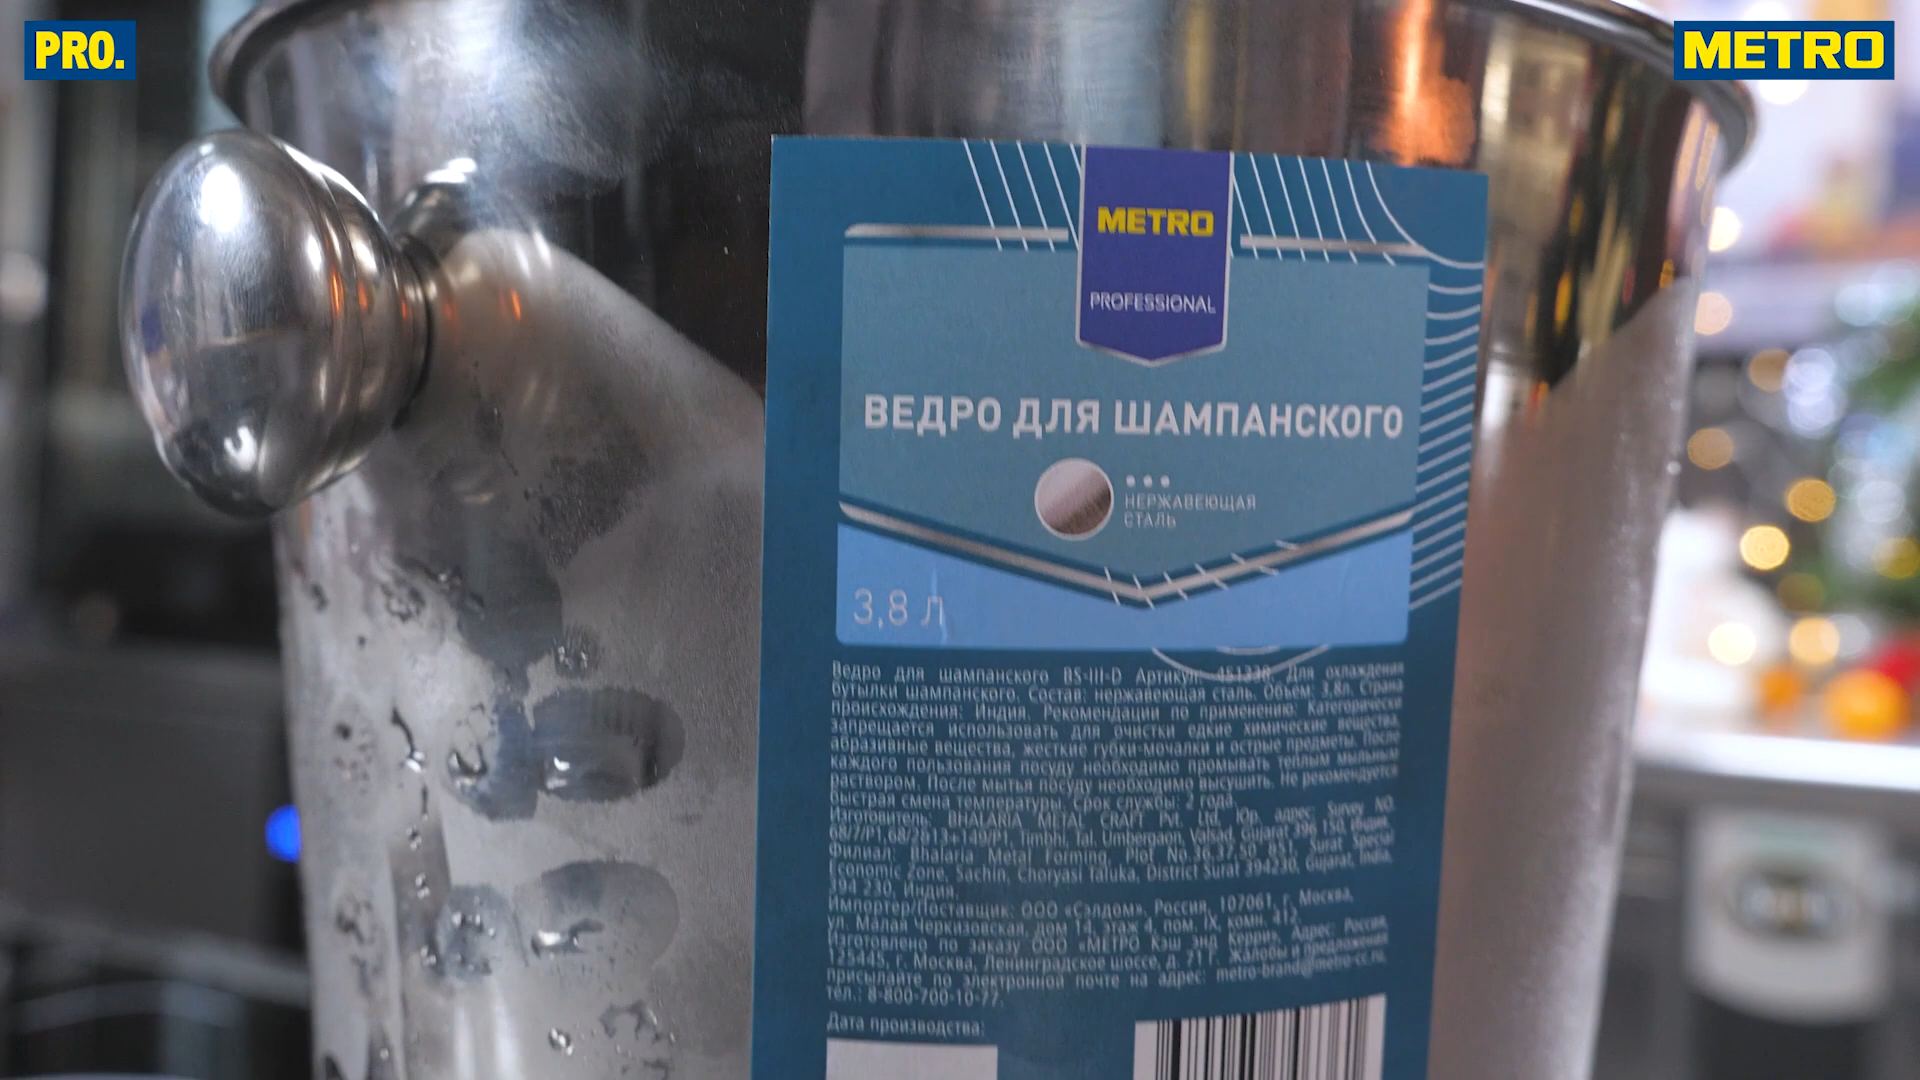 PRO.
METRO
METRO
PROFESSIONAL
ВЕДРО ДЛЯ ШАМПАНСКОГО
НЕРЖАВЕЮЩАЯ
СТАЛЬ
3,8 Л
Ведро для шампанского BS-III-D Артикул Для охлаждения
бутылки шампанского. Состав: нержавеющая сталь. Объем: 3,8л. Страна
происхождения: Индия. Рекомендации по применению: Категорически
запрещается использовать для очистки едкие химические вещества,
абразивные вещества, жесткие губки-мочалки и острые предметы. После
каждого пользования посуду необходимо промывать теплым мыльным
раствором. После мытья посуду необходимо высушить. Не рекомендуется
быстрая смена температуры. Срок службы: 2 года.
Изготовитель: BHALARIA METAL CRAFT Pvt. Ltd, Юр. адрес: Survey NO.
Timbhi, Tal. Umbergaon, Valsad, Gujarat 396 150, Индия.
Филиал: Bhalaria Metal Forming, Plot No.36,37,50 Surat Special
Economic Zone, Sachin, Choryasi Taluka, District Surat 394230, Gujarat, India,
394 230, Индия.
Импортер/Поставщик: ООО «Сэлдом», Россия, 107061, г. Москва,
ул. Малая Черкизовская, дом 14, этаж 4, пом. IX, комн. 412.
Изготовлено по заказу ООО «МЕТРО Кэш энд Керри», Адрес: Россия,
125445, г. Москва, Ленинградское шоссе, д. 71 Г. Жалобы и предложения
присылайте по электронной почте на адрес: metro-brand@metro-cc.ru,
тел.: 8-800-700-10-77.
Дата производства: